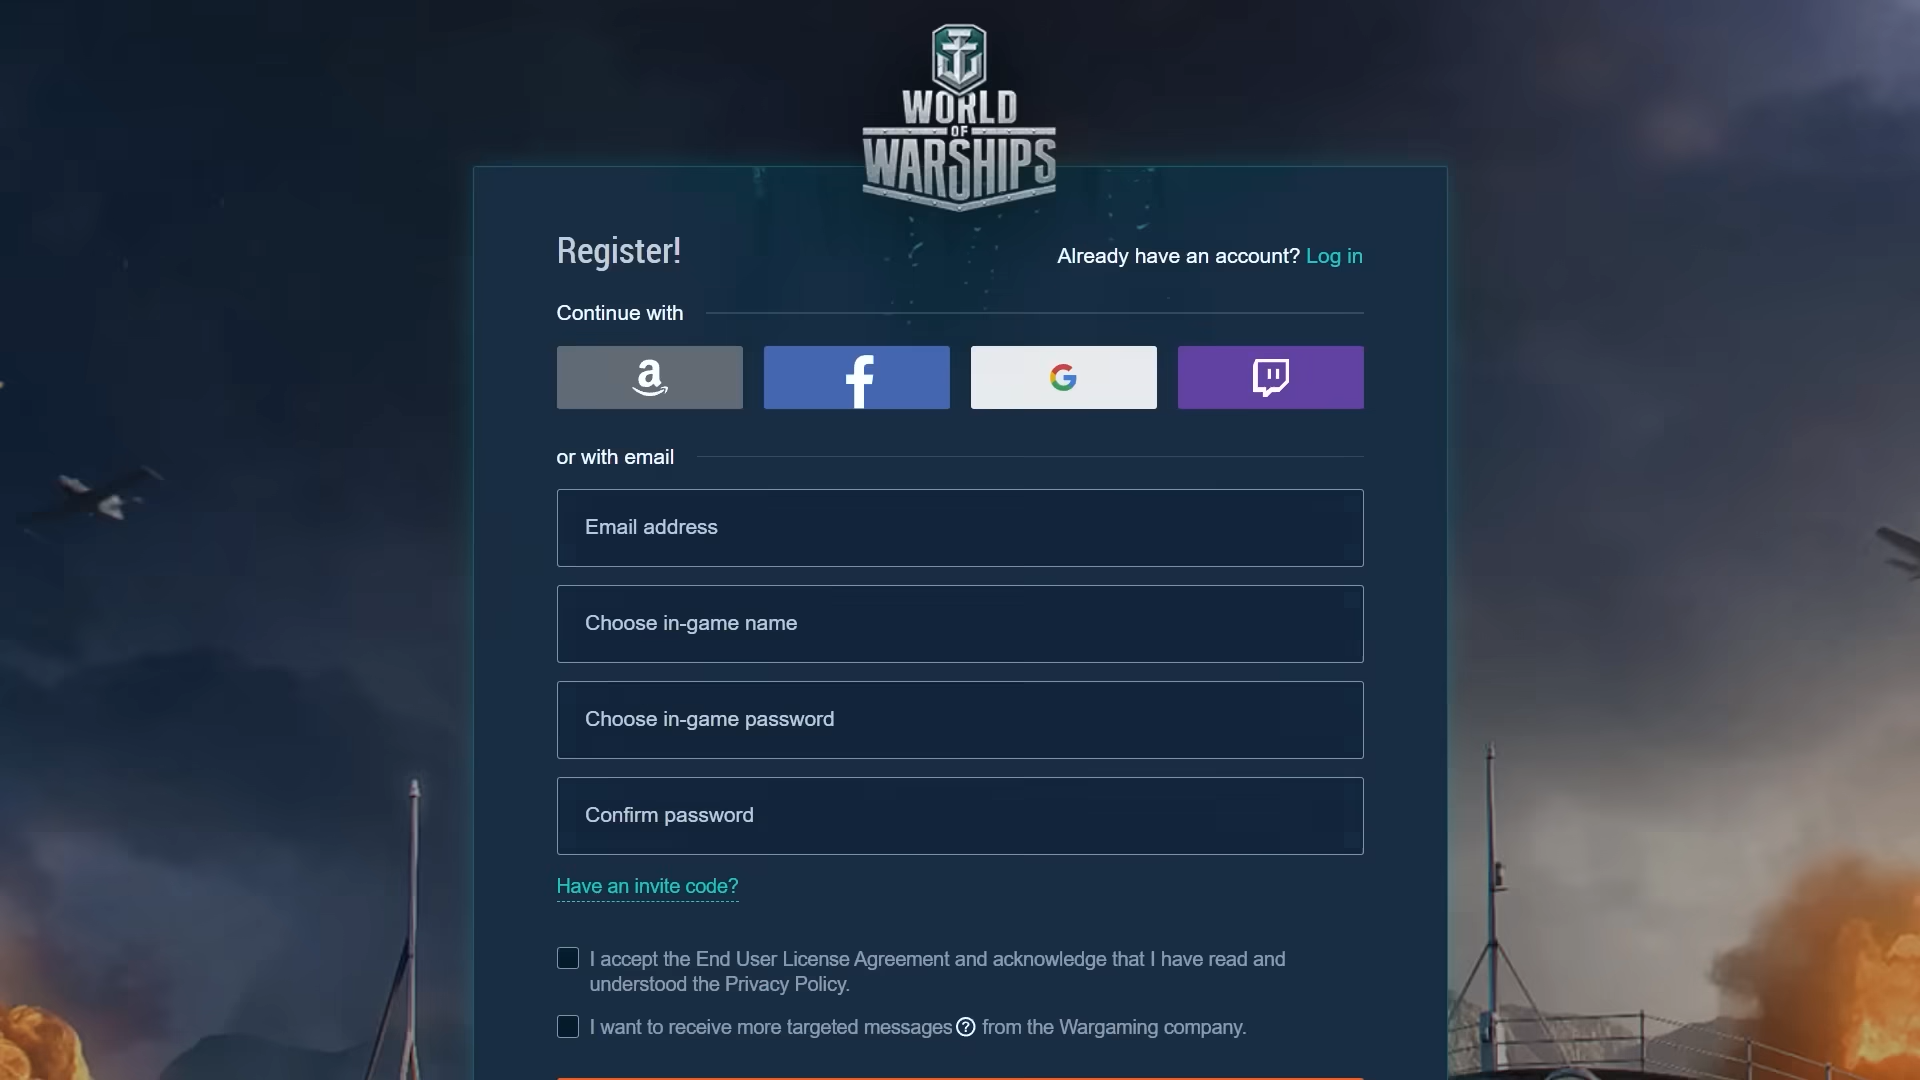 WORLD
OF
WARSHIPS
Register!
Already have an account? Log in
Continue with
or with email
Email address
Choose in-game name
Choose in-game password
Confirm password
Have an invite code?
I accept the End User License Agreement and acknowledge that I have read and
understood the Privacy Policy.
I want to receive more targeted messages ? from the Wargaming company.